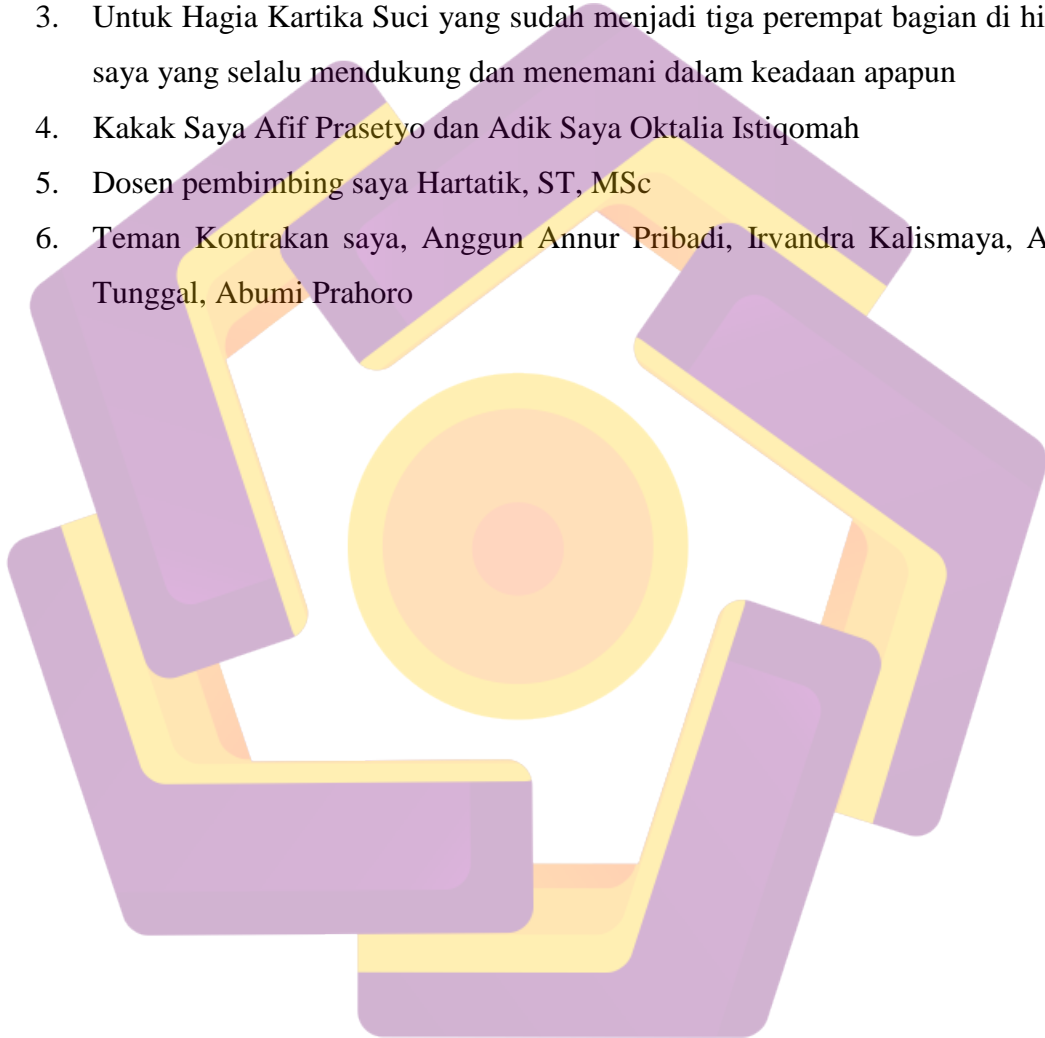 3. Untuk Hagia Kartika Suci yang sudah menjadi tiga perempat bagian di hi
saya yang selalu mendukung dan menemani dalam keadaan apapun
4. Kakak Saya Afif Prasetyo dan Adik Saya Oktalia Istiqomah
5. Dosen pembimbing saya Hartatik, ST, MSc
6. Teman Kontrakan saya, Anggun Annur Pribadi, Irvandra Kalismaya, A
Tunggal, Abumi Prahoro